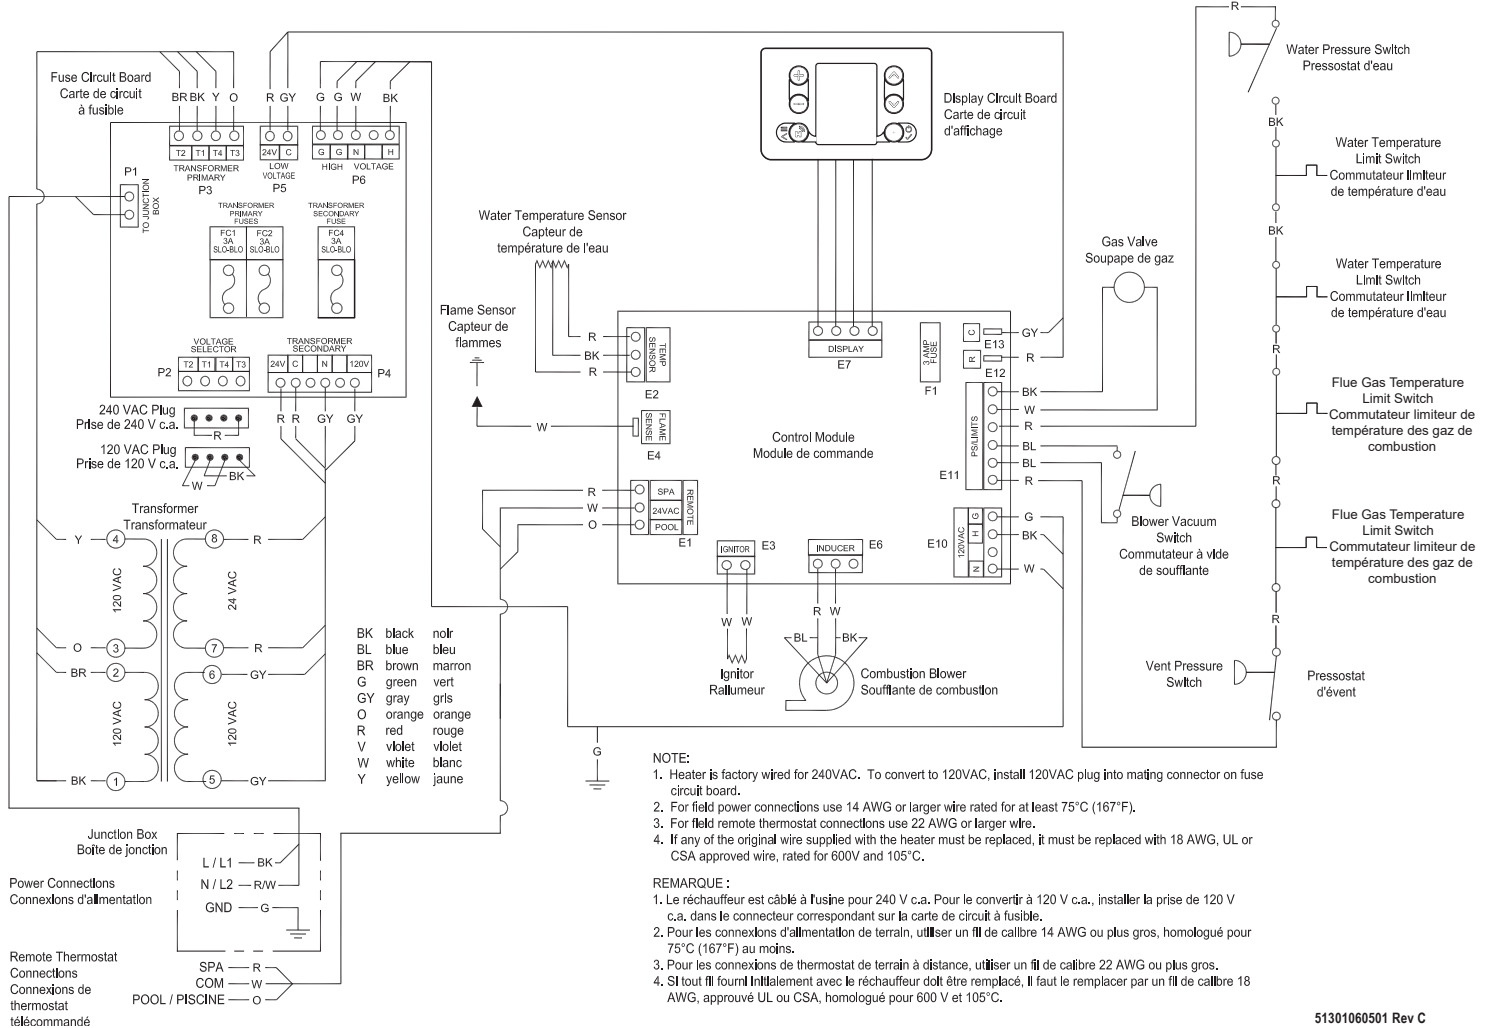 Fuse Circuit Board
Carte de circuit
à fusible
BR BK Y O
R GY
G G W BK
T2 T1 T4 T3
TRANSFORMER
PRIMARY
P3
24V C
LOW
VOLTAGE
P5
G G N H
HIGH VOLTAGE
P6
P1
TO JUNCTION
BOX
TRANSFORMER
PRIMARY
FUSES
FC1
3A
SLO-BLO
FC2
3A
SLO-BLO
TRANSFORMER
SECONDARY
FUSE
FC4
3A
SLO-BLO
VOLTAGE
SELECTOR
P2
T2 T1 T4 T3
TRANSFORMER
SECONDARY
24V C N 120V
P4
R R GY GY
240 VAC Plug
Prise de 240 V c.a.
R
120 VAC Plug
Prise de 120 V c.a.
BK
W
Transformer
Transformateur
Y 4 8 R
120 VAC
24 VAC
O 3 7 R
BR 2 6 GY
120 VAC
120 VAC
BK 1 5 GY
BK black noir
BL blue bleu
BR brown marron
G green vert
GY gray gris
O orange orange
R red rouge
V violet violet
W white blanc
Y yellow jaune
Junction Box
Boîte de jonction
L / L1 BK
N / L2 R/W
GND G
Power Connections
Connexions d'alimentation
Remote Thermostat
Connections
Connexions de
thermostat
télécommandé
SPA R
COM W
POOL / PISCINE O
Display Circuit Board
Carte de circuit
d'affichage
Water Temperature Sensor
Capteur de
température de l'eau
Flame Sensor
Capteur de
flammes
R
BK
R
TEMP
SENSOR
E2
W
FLAME
SENSE
E4
R
W
O
SPA
24VAC
POOL
REMOTE
E1
DISPLAY
E7
3 AMP
FUSE
F1
C
E13
GY
R
E12
R
Control Module
Module de commande
PS/LIMITS
E11
BK
W
R
BL
BL
R
E10
120VAC
G
H
N
G
BK
W
IGNITOR
E3
INDUCER
E6
W W
R W
BL BK
Ignitor
Rallumeur
Combustion Blower
Soufflante de combustion
G
Gas Valve
Soupape de gaz
Blower Vacuum
Switch
Commutateur à vide
de soufflante
R
Water Pressure Switch
Pressostat d'eau
BK
Water Temperature
Limit Switch
Commutateur limiteur
de température d'eau
BK
Water Temperature
Limit Switch
Commutateur limiteur
de température d'eau
R
Flue Gas Temperature
Limit Switch
Commutateur limiteur de
température des gaz de
combustion
R
Flue Gas Temperature
Limit Switch
Commutateur limiteur de
température des gaz de
combustion
R
Vent Pressure
Switch
Pressostat
d'évent
NOTE:
1. Heater is factory wired for 240VAC. To convert to 120VAC, install 120VAC plug into mating connector on fuse
circuit board.
2. For field power connections use 14 AWG or larger wire rated for at least 75°C (167°F).
3. For field remote thermostat connections use 22 AWG or larger wire.
4. If any of the original wire supplied with the heater must be replaced, it must be replaced with 18 AWG, UL or
CSA approved wire, rated for 600V and 105°C.
REMARQUE :
1. Le réchauffeur est câblé à l'usine pour 240 V c.a. Pour le convertir à 120 V c.a., installer la prise de 120 V
c.a. dans le connecteur correspondant sur la carte de circuit à fusible.
2. Pour les connexions d'alimentation de terrain, utiliser un fil de calibre 14 AWG ou plus gros, homologué pour
75°C (167°F) au moins.
3. Pour les connexions de thermostat de terrain à distance, utiliser un fil de calibre 22 AWG ou plus gros.
4. Si tout fil fourni initialement avec le réchauffeur doit être remplacé, il faut le remplacer par un fil de calibre 18
AWG, approuvé UL ou CSA, homologué pour 600 V et 105°C.
51301060501 Rev C